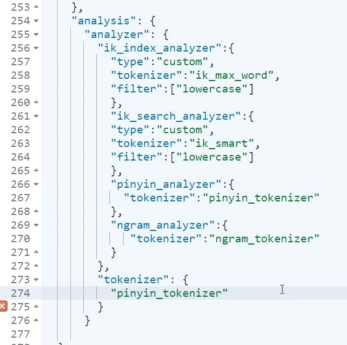 253 },
254 "analysis": {
255 "analyzer": {
256 "ik_index_analyzer":{
257 "type":"custom",
258 "tokenizer":"ik_max_word",
259 "filter":["lowercase"]
260 },
261 "ik_search_analyzer":{
262 "type":"custom",
263 "tokenizer":"ik_smart",
264 "filter":["lowercase"]
265 },
266 "pinyin_analyzer":{
267 "tokenizer":"pinyin_tokenizer"
268 },
269 "ngram_analyzer":{
270 "tokenizer":"ngram_tokenizer"
271 }
272 },
273 "tokenizer": {
274 "pinyin_tokenizer"
275 }
276 }
277